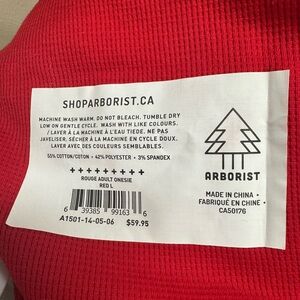 SHOPARBORIST.CA
MACHINE WASH WARM. DO NOT BLEACH. TUMBLE DRY
LOW ON GENTLE CYCLE. WASH WITH LIKE COLOURS.
/ LAVER À LA MACHINE À L'EAU TIEDE. NE PAS
JAVELISER. SÉCHER À LA MACHINE EN CYCLE DOUX.
LAVER AVEC DES COULEURS SEMBLABLES.
55% COTTON/COTON • 42% POLYESTER • 3% SPANDEX
+ + + + + + + + +
ROUGE ADULT ONESIE
RED L
6 39385 99163 6
A1501-14-05-06 $59.95
ARBORIST
MADE IN CHINA •
FABRIQUÉ EN CHINE •
CA50176